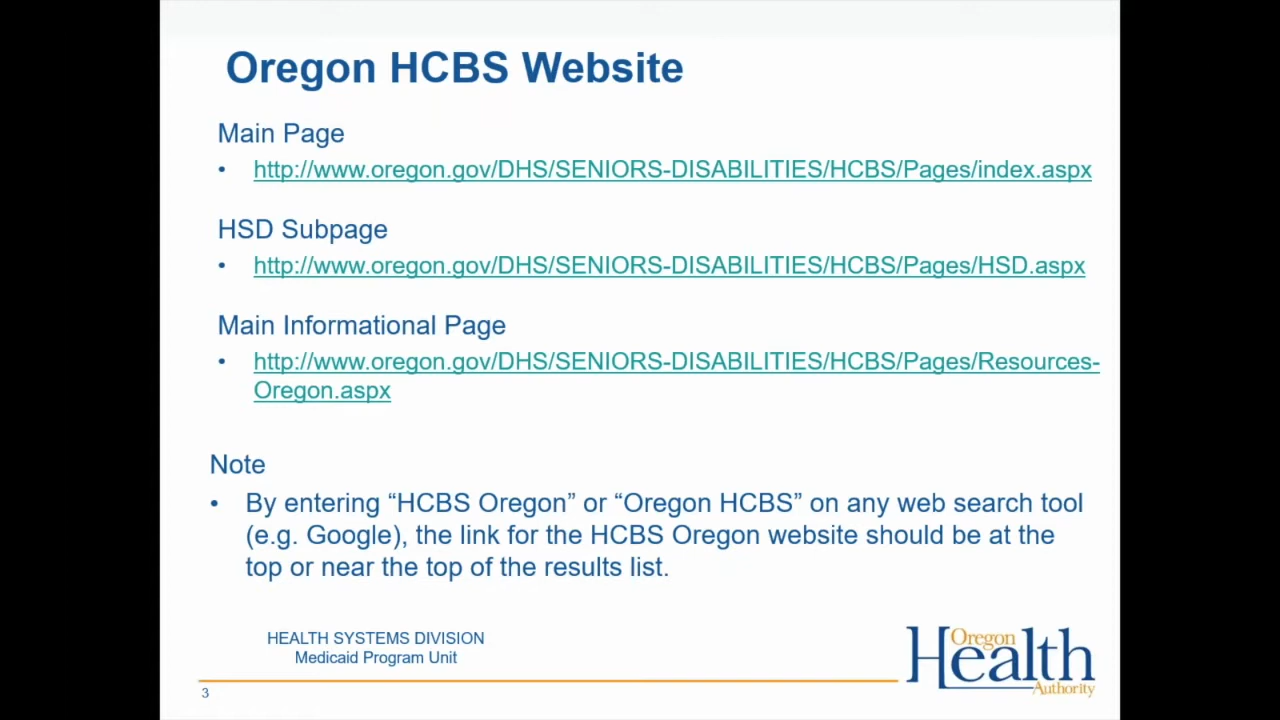 Oregon HCBS Website
Main Page
• http://www.oregon.gov/DHS/SENIORS-DISABILITIES/HCBS/Pages/index.aspx
HSD Subpage
• http://www.oregon.gov/DHS/SENIORS-DISABILITIES/HCBS/Pages/HSD.aspx
Main Informational Page
• http://www.oregon.gov/DHS/SENIORS-DISABILITIES/HCBS/Pages/Resources-
Oregon.aspx
Note
• By entering “HCBS Oregon” or “Oregon HCBS” on any web search tool
(e.g. Google), the link for the HCBS Oregon website should be at the
top or near the top of the results list.
HEALTH SYSTEMS DIVISION
Medicaid Program Unit
3
Oregon
Health
Authority